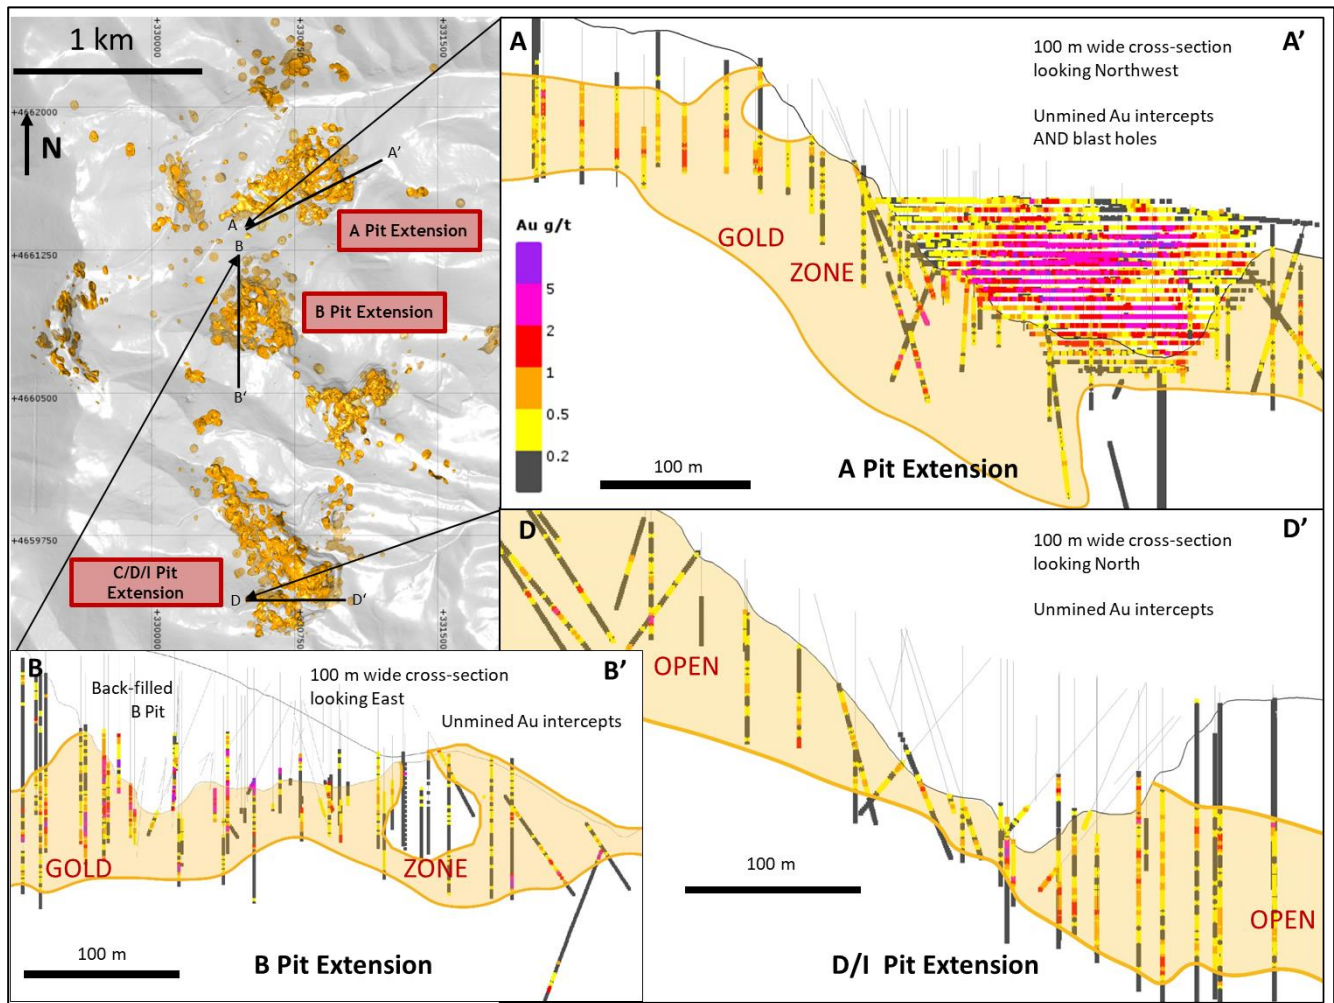 1 km
N
+330000
+330750
+331500
+4662000
+4661250
+4660500
+4659750
+330000
+330750
+331500
A
A'
B
B'
D
D'
A Pit Extension
B Pit Extension
C/D/I Pit
Extension
A
A'
100 m wide cross-section
looking Northwest
Unmined Au intercepts
AND blast holes
GOLD
ZONE
Au g/t
5
2
1
0.5
0.2
100 m
A Pit Extension
B
B'
Back-filled
B Pit
100 m wide cross-section
looking East
Unmined Au intercepts
GOLD
ZONE
100 m
B Pit Extension
D
D'
100 m wide cross-section
looking North
Unmined Au intercepts
OPEN
OPEN
100 m
D/I Pit Extension